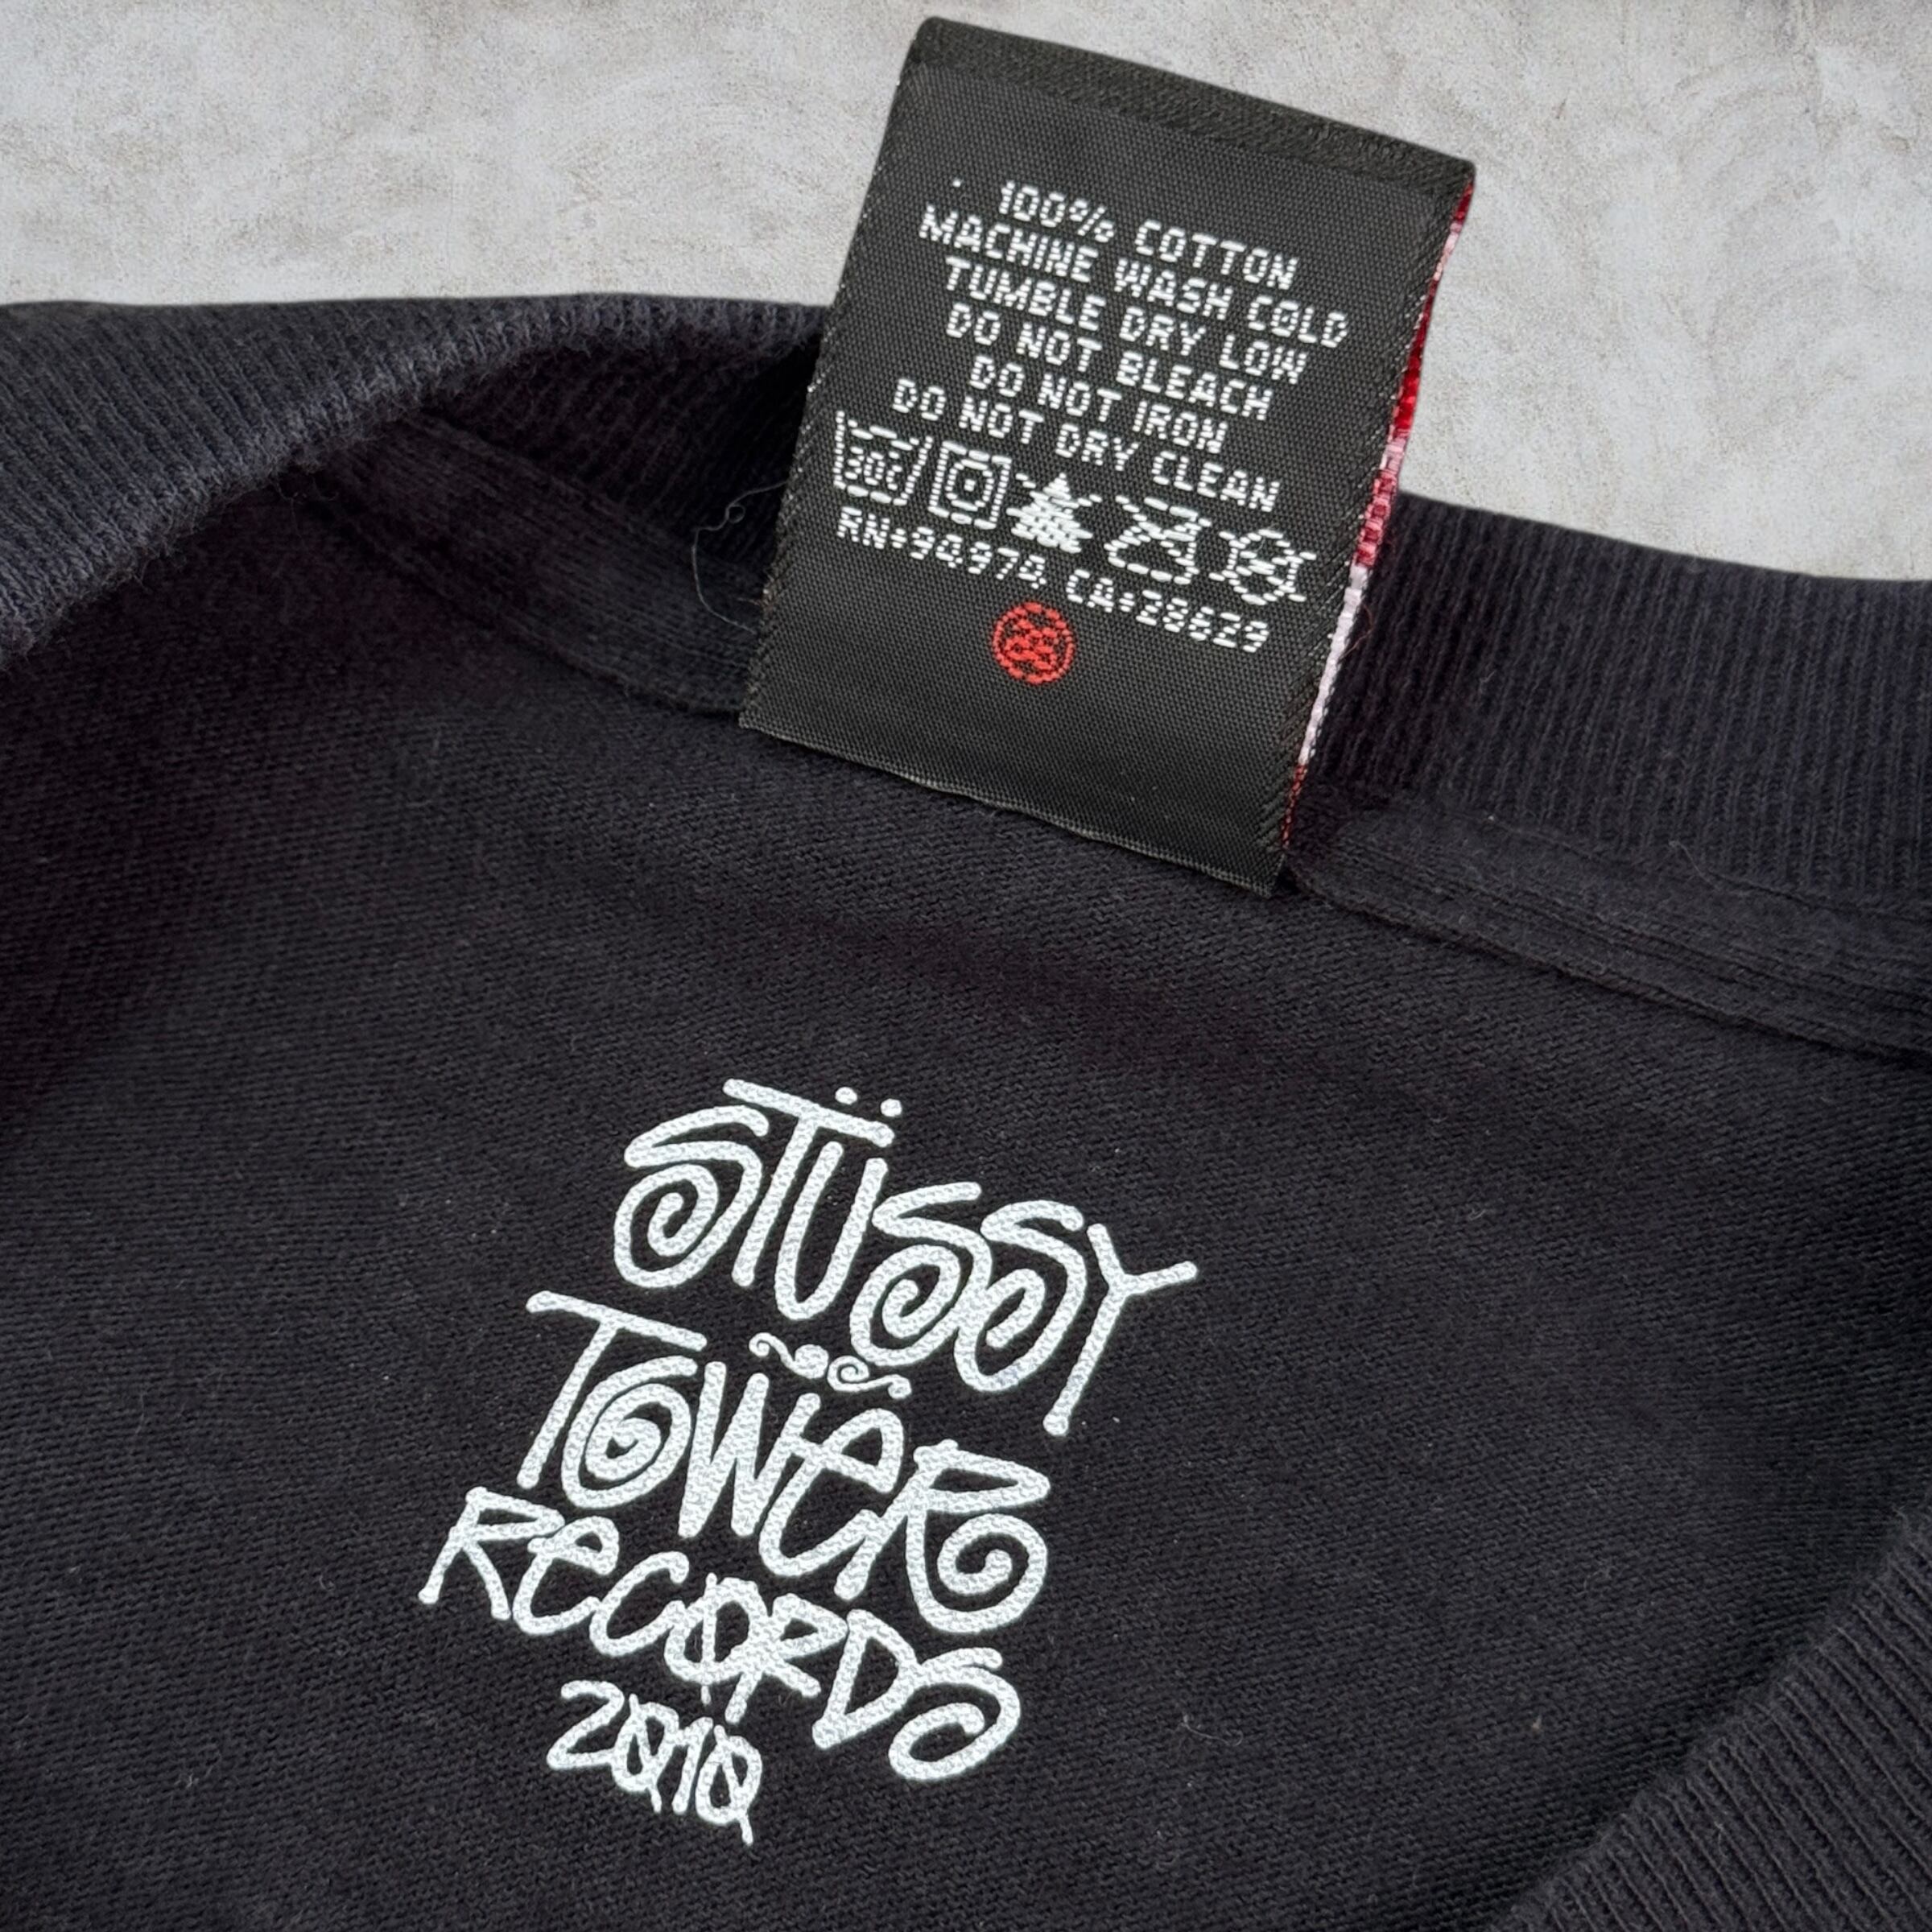 100% COTTON
MACHINE WASH COLD
TUMBLE DRY LOW
DO NOT BLEACH
DO NOT IRON
DO NOT DRY CLEAN
30C
RN•94974 CA•28629
STÜSSY
TOWER
RECORDS
2010